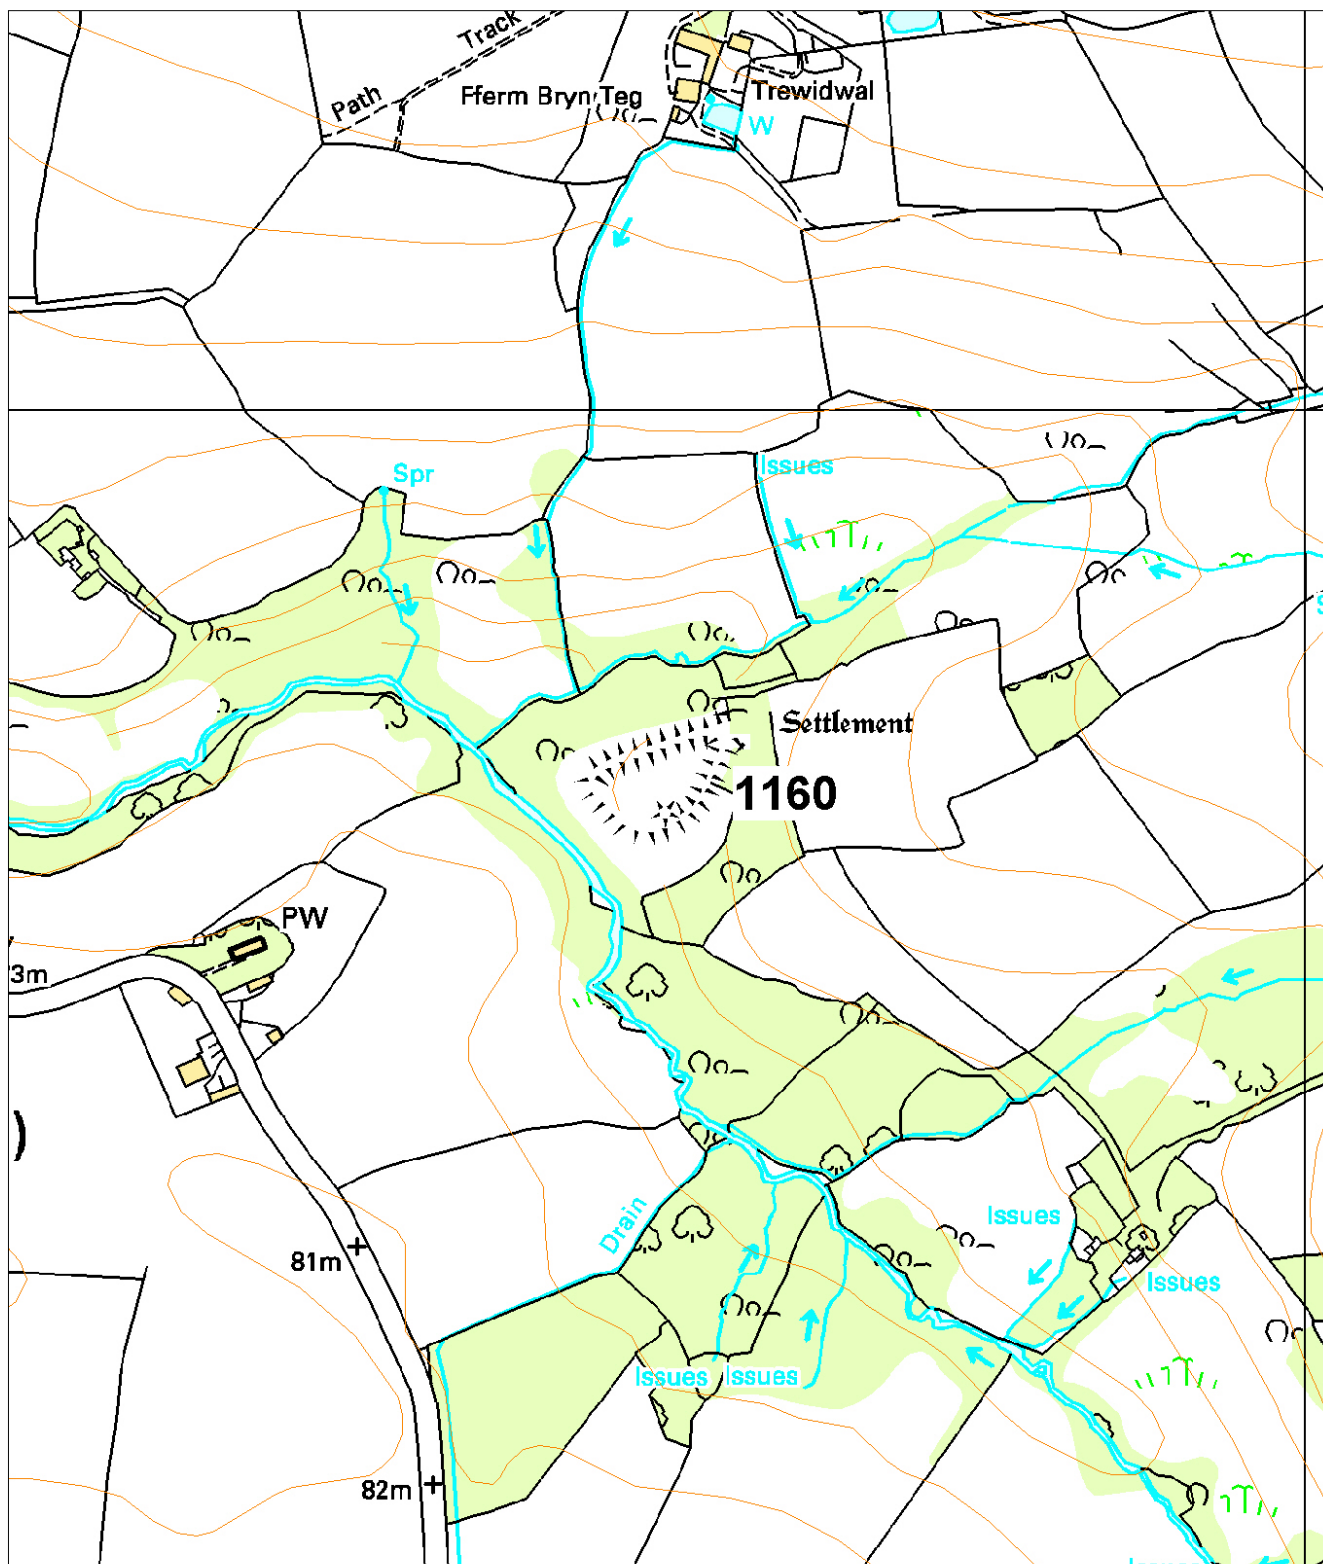 Track
Path
Fferm Bryn Teg
Trewidwal
W
Spr
Issues
Settlement
1160
PW
3m
)
Drain
Issues
81m
Issues
Issues
Issues
82m